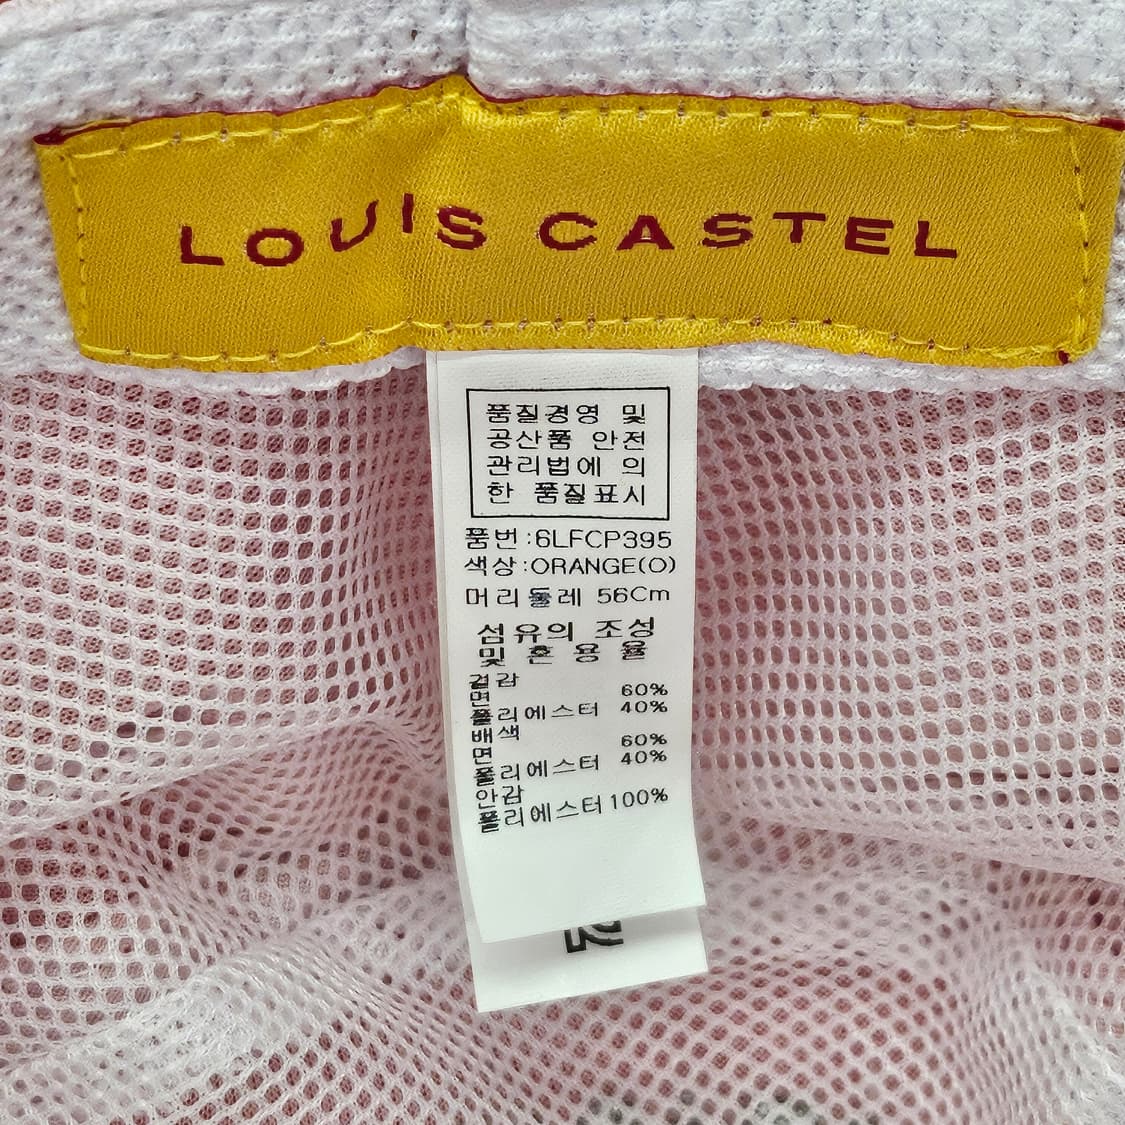 LOUIS CASTEL
품질경영 및
공산품 안전
관리법에 의
한 품질표시
품번:6LFCP395
색상:ORANGE(O)
머리둘레 56Cm
섬유의 조성
및 혼용율
겉감
면 60%
폴리에스터 40%
배색
면 60%
폴리에스터 40%
안감
폴리에스터 100%